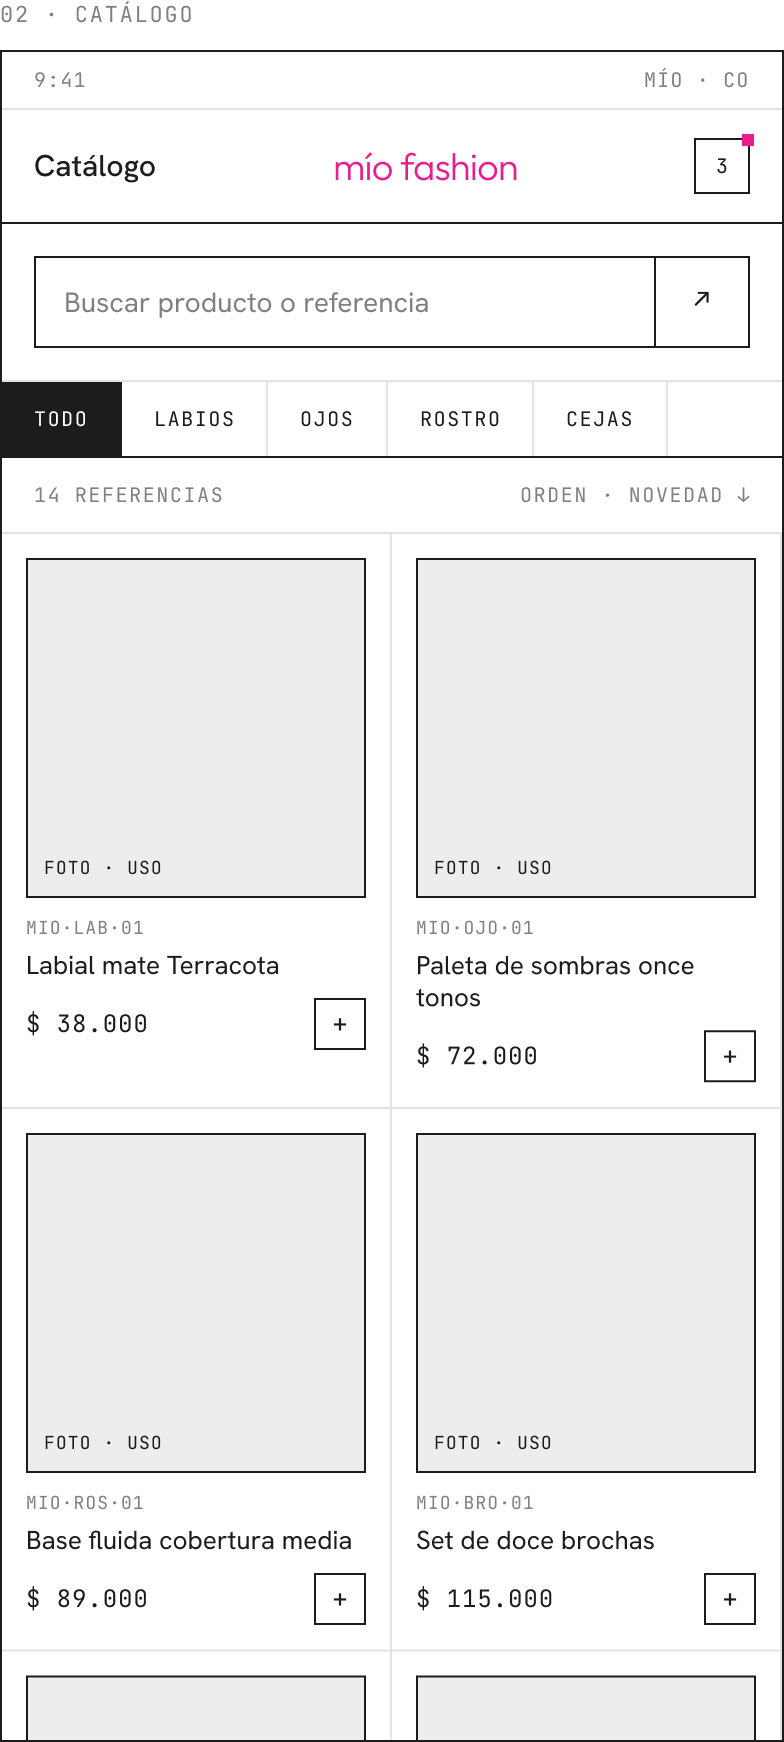 02 · CATÁLOGO
9:41
MÍO · CO
Catálogo
mío fashion
3
Buscar producto o referencia
↗
TODO
LABIOS
OJOS
ROSTRO
CEJAS
14 REFERENCIAS
ORDEN · NOVEDAD ↓
FOTO · USO
MIO·LAB·01
Labial mate Terracota
$ 38.000
+
FOTO · USO
MIO·OJO·01
Paleta de sombras once
tonos
$ 72.000
+
FOTO · USO
MIO·ROS·01
Base fluida cobertura media
$ 89.000
+
FOTO · USO
MIO·BRO·01
Set de doce brochas
$ 115.000
+